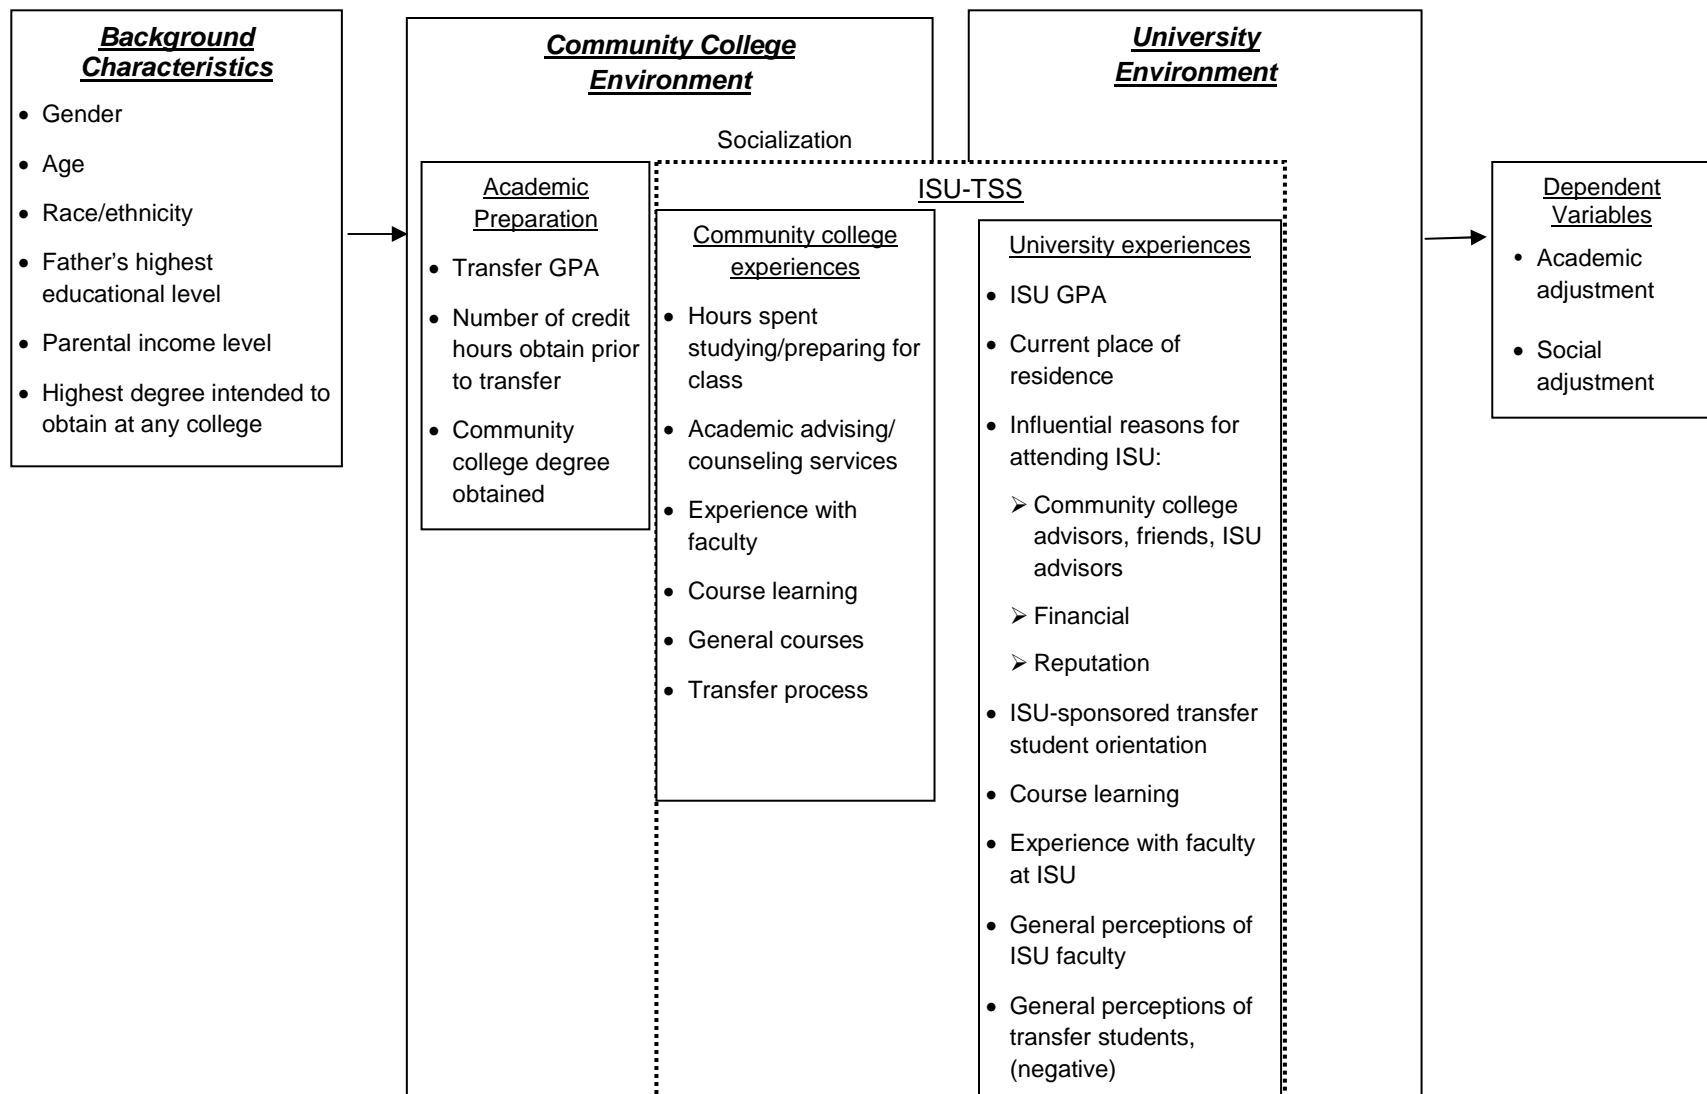 Background
Characteristics
• Gender
• Age
• Race/ethnicity
• Father’s highest
educational level
• Parental income level
• Highest degree intended to
obtain at any college
Community College
Environment
Socialization
Academic
Preparation
• Transfer GPA
• Number of credit
hours obtain prior
to transfer
• Community
college degree
obtained
ISU-TSS
Community college
experiences
• Hours spent
studying/preparing for
class
• Academic advising/
counseling services
• Experience with
faculty
• Course learning
• General courses
• Transfer process
University
Environment
University experiences
• ISU GPA
• Current place of
residence
• Influential reasons for
attending ISU:
➢ Community college
advisors, friends, ISU
advisors
➢ Financial
➢ Reputation
• ISU-sponsored transfer
student orientation
• Course learning
• Experience with faculty
at ISU
• General perceptions of
ISU faculty
• General perceptions of
transfer students,
(negative)
Dependent
Variables
• Academic
adjustment
• Social
adjustment